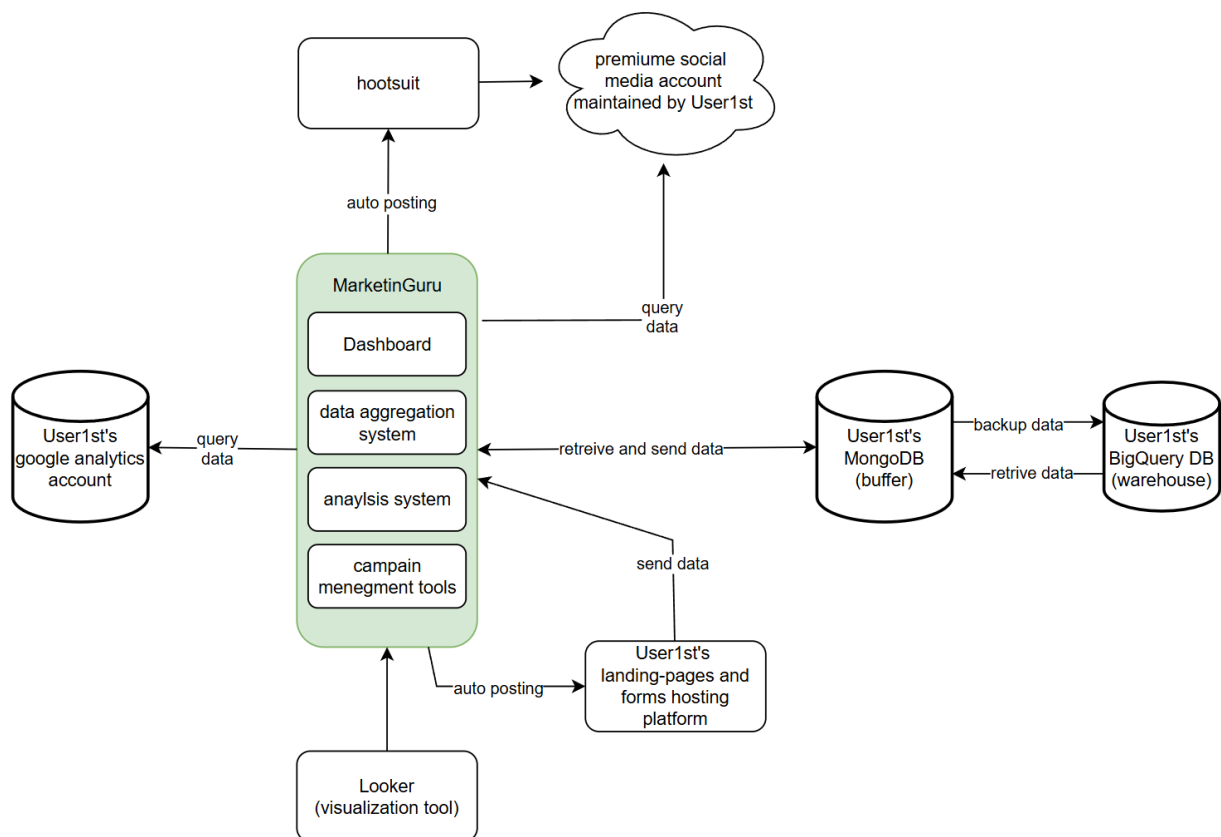 hootsuit
premiume social
media account
maintained by User1st
auto posting
MarketinGuru
Dashboard
query
data
data aggregation
system
User1st's
google analytics
account
query
data
retreive and send data
User1st's
MongoDB
(buffer)
backup data
retrive data
User1st's
BigQuery DB
(warehouse)
anaylsis system
campain
menegment tools
send data
auto posting
User1st's
landing-pages and
forms hosting
platform
Looker
(visualization tool)